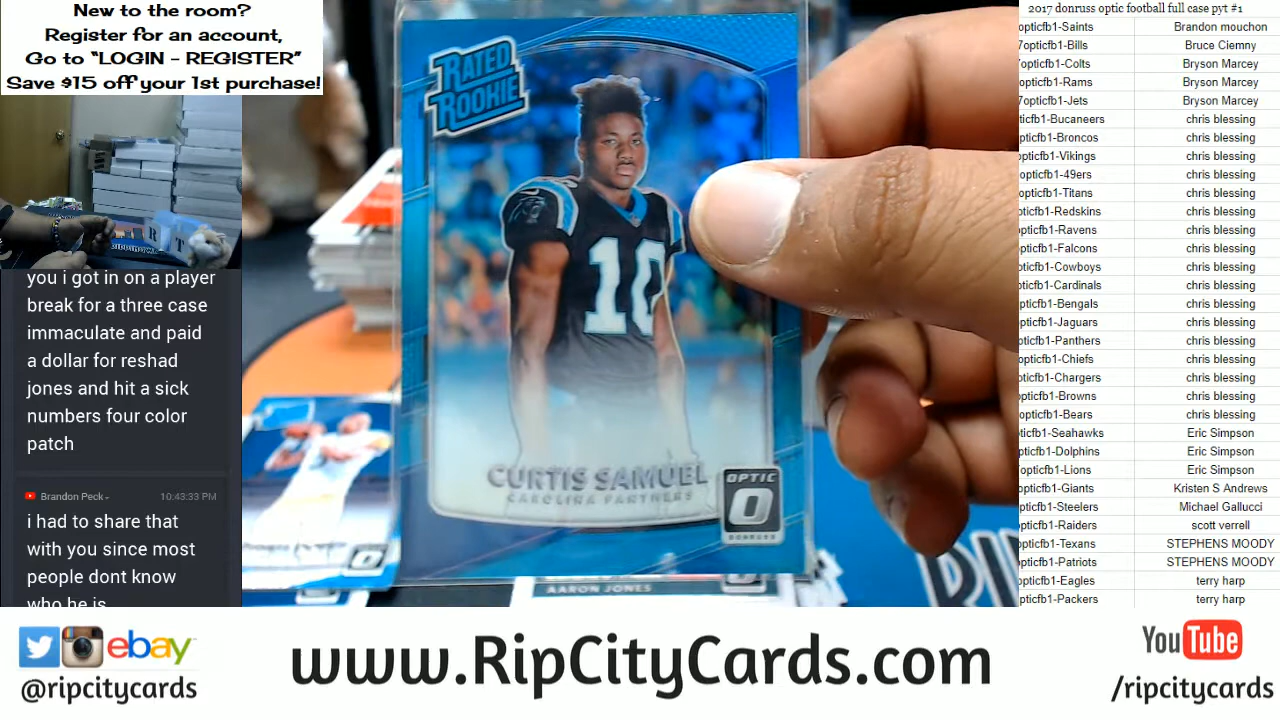 New to the room?
Register for an account,
Go to “LOGIN - REGISTER”
Save $15 off your 1st purchase!
you i got in on a player
break for a three case
immaculate and paid
a dollar for reshad
jones and hit a sick
numbers four color
patch
Brandon Peck
10:43:33 PM
i had to share that
with you since most
people dont know
who he is
RATED
ROOKIE
10
CURTIS SAMUEL
CAROLINA PANTHERS
OPTIC
O
DONRUSS
AARON JONES
2017 donruss optic football full case pyt #1
opticfb1-Saints Brandon mouchon
7opticfb1-Bills Bruce Ciemny
opticfb1-Colts Bryson Marcey
opticfb1-Rams Bryson Marcey
7opticfb1-Jets Bryson Marcey
opticfb1-Bucaneers chris blessing
opticfb1-Broncos chris blessing
opticfb1-Vikings chris blessing
opticfb1-49ers chris blessing
opticfb1-Titans chris blessing
opticfb1-Redskins chris blessing
opticfb1-Ravens chris blessing
opticfb1-Falcons chris blessing
opticfb1-Cowboys chris blessing
opticfb1-Cardinals chris blessing
opticfb1-Bengals chris blessing
opticfb1-Jaguars chris blessing
opticfb1-Panthers chris blessing
opticfb1-Chiefs chris blessing
opticfb1-Chargers chris blessing
opticfb1-Browns chris blessing
opticfb1-Bears chris blessing
opticfb1-Seahawks Eric Simpson
opticfb1-Dolphins Eric Simpson
7opticfb1-Lions Eric Simpson
opticfb1-Giants Kristen S Andrews
opticfb1-Steelers Michael Gallucci
opticfb1-Raiders scott verrell
opticfb1-Texans STEPHENS MOODY
opticfb1-Patriots STEPHENS MOODY
opticfb1-Eagles terry harp
opticfb1-Packers terry harp
ebay
@ripcitycards
www.RipCityCards.com
YouTube
/ripcitycards